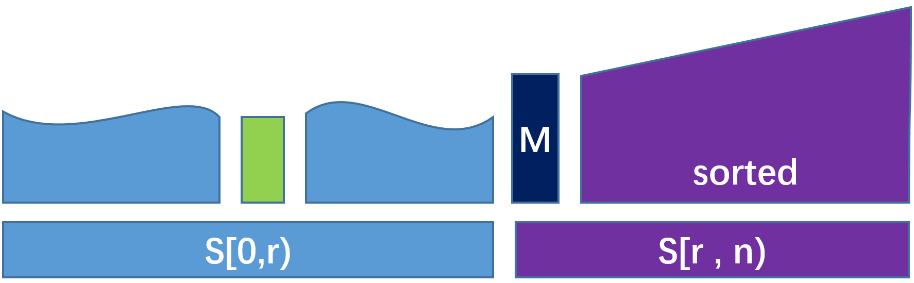 M
sorted
S[0,r)
S[r , n)